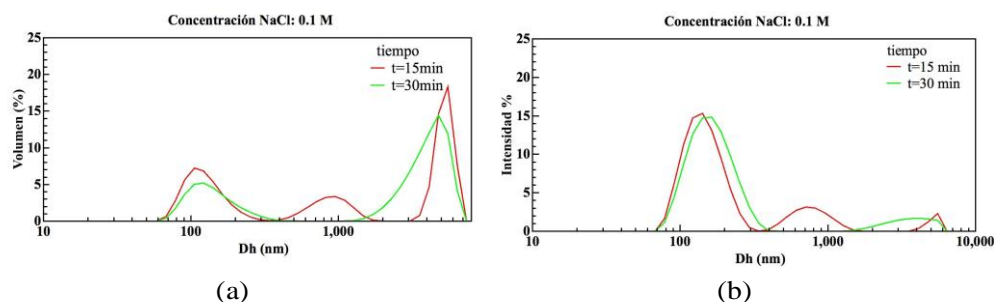 Concentración NaCl: 0.1 M
tiempo
t=15min
t=30min
Volumen (%)
25
20
15
10
5
0
10
100
1,000
Dh (nm)
(a)
Concentración NaCl: 0.1 M
tiempo
t=15 min
t=30 min
Intensidad %
25
20
15
10
5
0
10
100
1,000
10,000
Dh (nm)
(b)